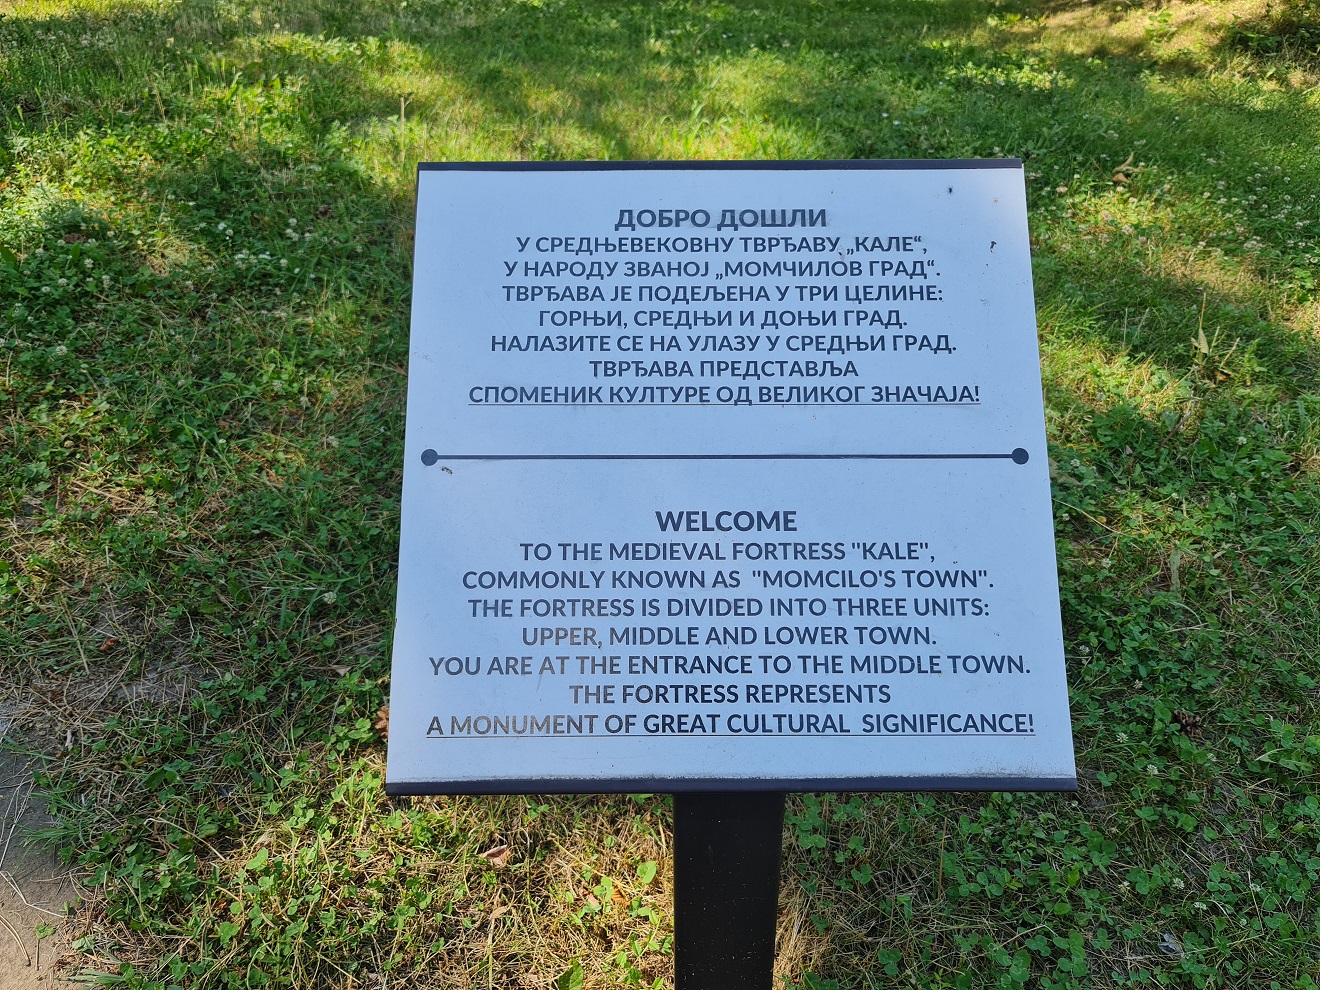 ДОБРО ДОШЛИ
У СРЕДЊЕВЕКОВНУ ТВРЂАВУ „КАЛЕ“,
У НАРОДУ ЗВАНОЈ „МОМЧИЛОВ ГРАД“.
ТВРЂАВА ЈЕ ПОДЕЉЕНА У ТРИ ЦЕЛИНЕ:
ГОРЊИ, СРЕДЊИ И ДОЊИ ГРАД.
НАЛАЗИТЕ СЕ НА УЛАЗУ У СРЕДЊИ ГРАД.
ТВРЂАВА ПРЕДСТАВЉА
СПОМЕНИК КУЛТУРЕ ОД ВЕЛИКОГ ЗНАЧАЈА!
WELCOME
TO THE MEDIEVAL FORTRESS "KALE",
COMMONLY KNOWN AS "MOMCILO'S TOWN".
THE FORTRESS IS DIVIDED INTO THREE UNITS:
UPPER, MIDDLE AND LOWER TOWN.
YOU ARE AT THE ENTRANCE TO THE MIDDLE TOWN.
THE FORTRESS REPRESENTS
A MONUMENT OF GREAT CULTURAL SIGNIFICANCE!